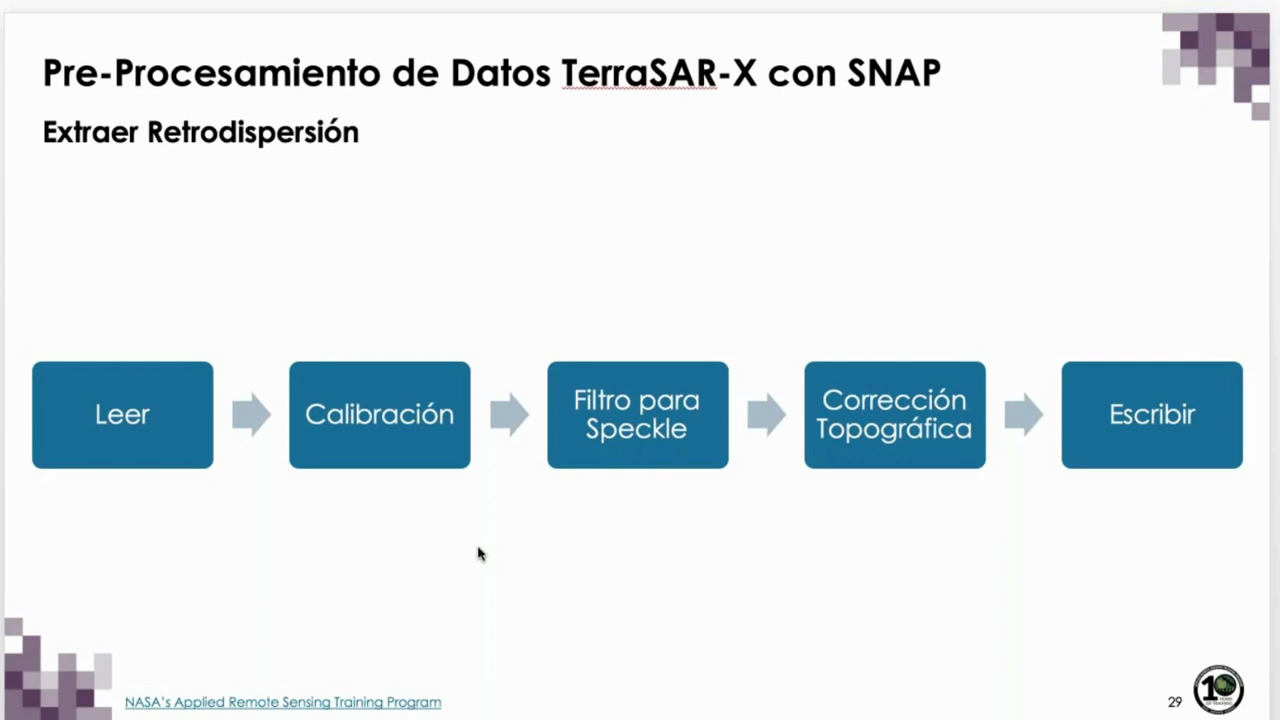 Pre-Procesamiento de Datos TerraSAR-X con SNAP
Extraer Retrodispersión
Leer
Calibración
Filtro para
Speckle
Corrección
Topográfica
Escribir
NASA's Applied Remote Sensing Training Program
29
10